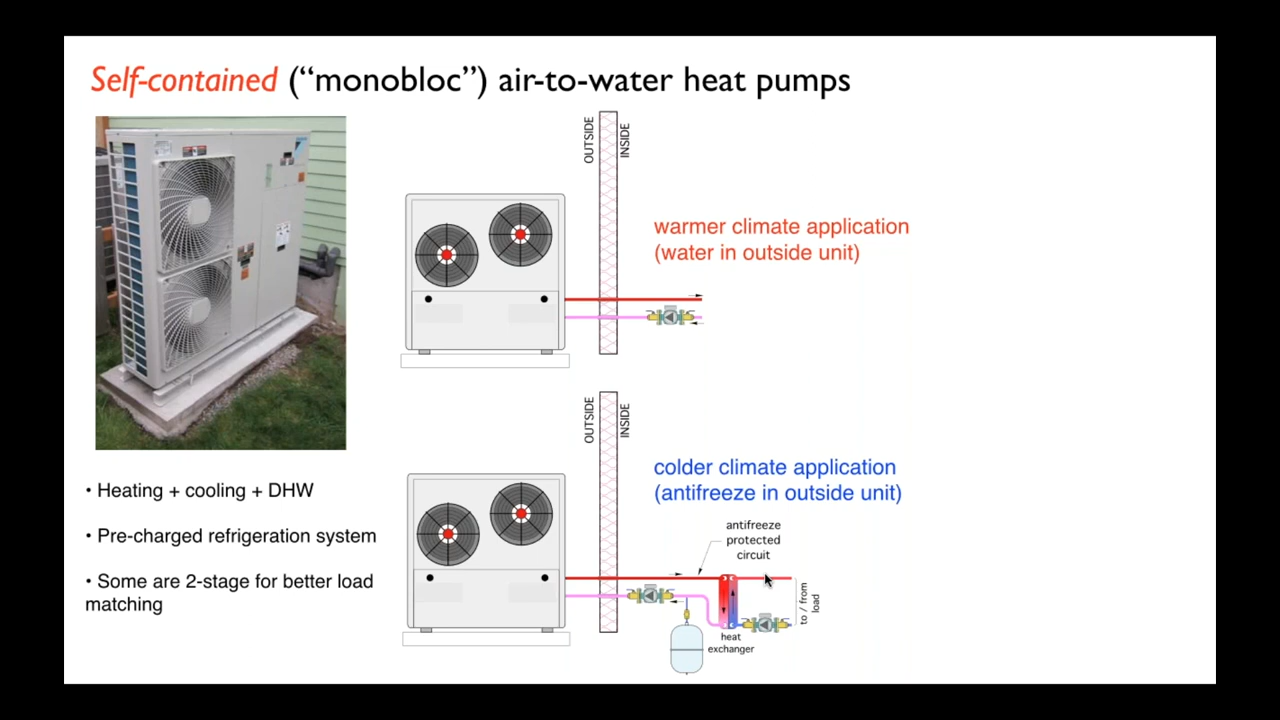 Self-contained (“monobloc”) air-to-water heat pumps
OUTSIDE
INSIDE
warmer climate application
(water in outside unit)
OUTSIDE
INSIDE
colder climate application
(antifreeze in outside unit)
antifreeze
protected
circuit
to / from
load
heat
exchanger
• Heating + cooling + DHW
• Pre-charged refrigeration system
• Some are 2-stage for better load
matching